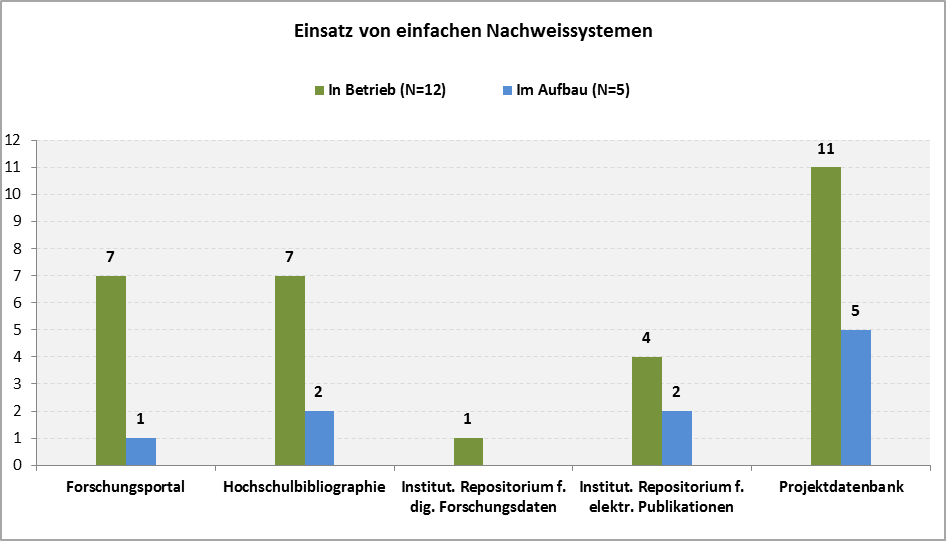 Einsatz von einfachen Nachweissystemen
In Betrieb (N=12) Im Aufbau (N=5)
12
11
10
9
8
7
6
5
4
3
2
1
0
7 1 7 2 1 4 2 11 5
Forschungsportal Hochschulbibliographie Institut. Repositorium f. Institut. Repositorium f. Projektdatenbank
dig. Forschungsdaten elektr. Publikationen